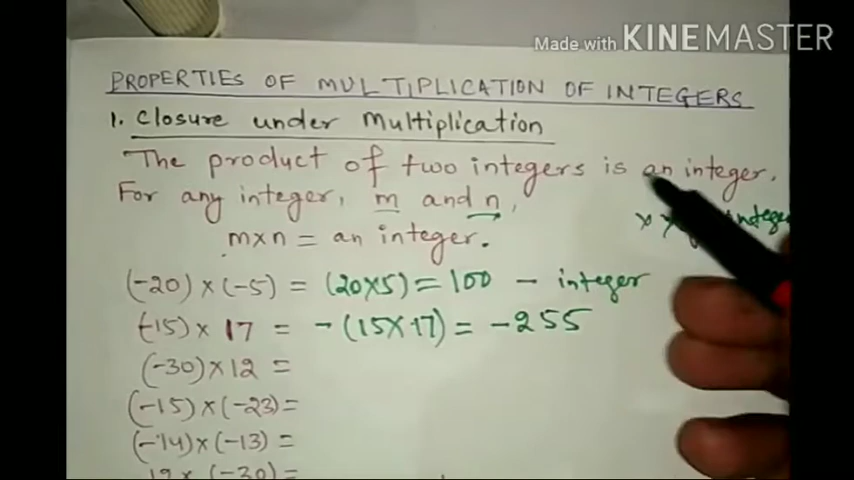 Made with KINEMASTER
PROPERTIES OF MULTIPLICATION OF INTEGERS
1. Closure under Multiplication
The product of two integers is an integer.
For any integer, m and n,
m×n = an integer.
(-20) × (-5) = (20×5) = 100 - integer
(-15) × 17 = -(15×17) = -255
(-30) × 12 =
(-15) × (-23) =
(-14) × (-13) =
19 × (-30) =